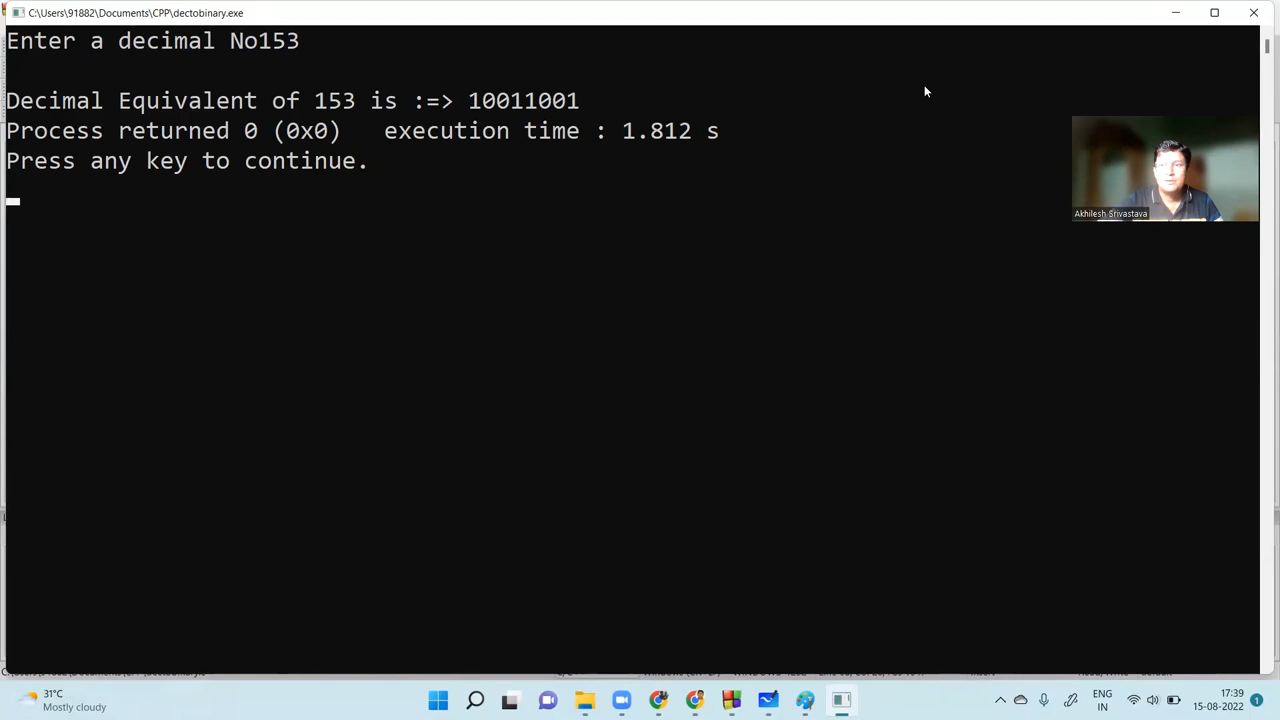 C:\Users\91882\Documents\CPP\dectobinary.exe
Enter a decimal No153
Decimal Equivalent of 153 is :=> 10011001
Process returned 0 (0x0)   execution time : 1.812 s
Press any key to continue.
Akhilesh Srivastava
31°C
Mostly cloudy
ENG
IN
17:39
15-08-2022
1